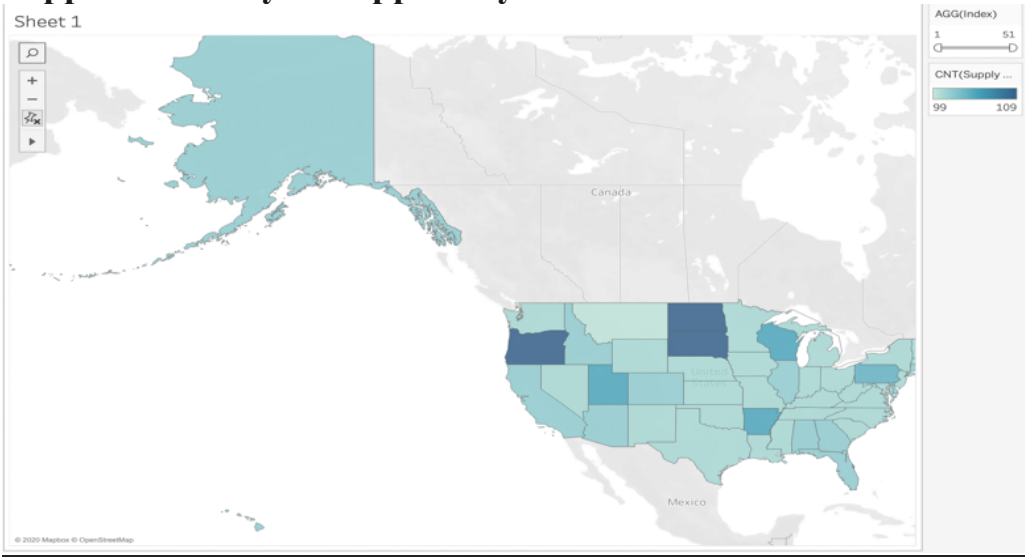 Sheet 1
AGG(Index)
1 51
CNT(Supply ...
99 109
Canada
United
States
Mexico
© 2020 Mapbox © OpenStreetMap